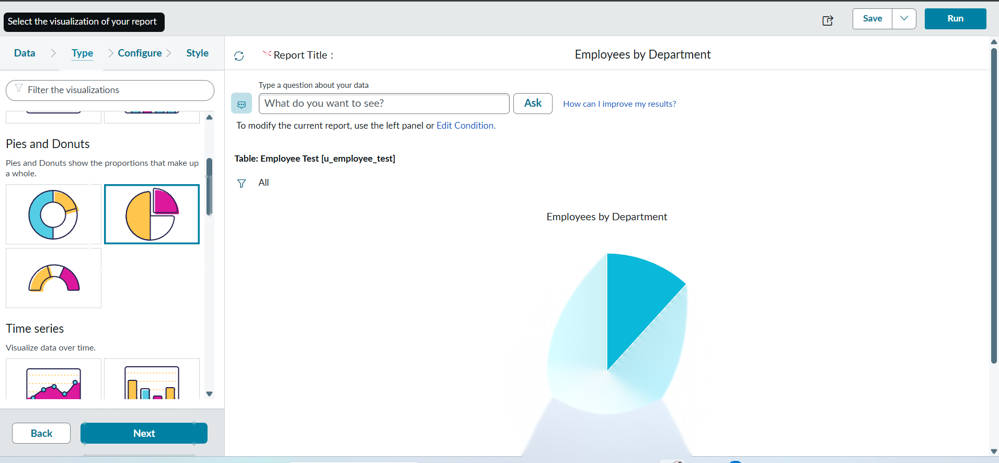 Select the visualization of your report
Save
Run
Data
Type
Configure
Style
Report Title :
Employees by Department
Filter the visualizations
Type a question about your data
What do you want to see?
Ask
How can I improve my results?
To modify the current report, use the left panel or Edit Condition.
Pies and Donuts
Pies and Donuts show the proportions that make up
a whole.
Table: Employee Test [u_employee_test]
All
Employees by Department
Time series
Visualize data over time.
Back
Next